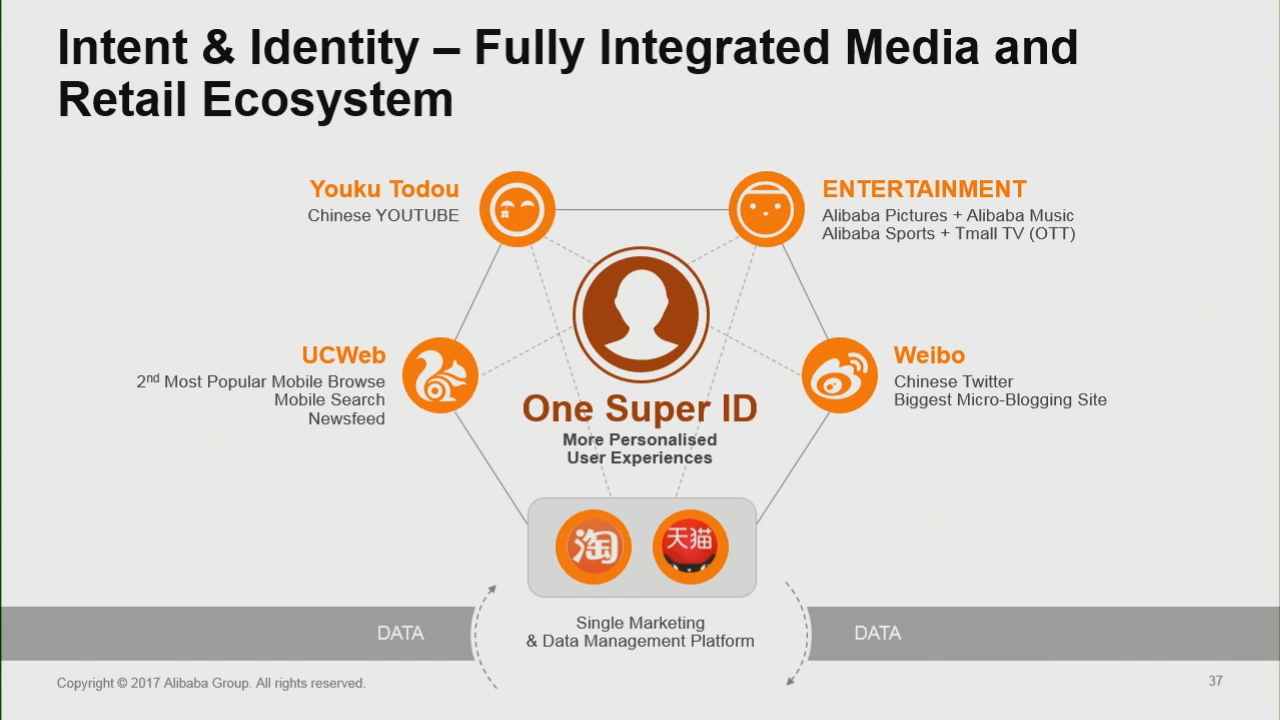 Intent & Identity – Fully Integrated Media and
Retail Ecosystem
Youku Todou
Chinese YOUTUBE
ENTERTAINMENT
Alibaba Pictures + Alibaba Music
Alibaba Sports + Tmall TV (OTT)
UCWeb
2nd Most Popular Mobile Browse
Mobile Search
Newsfeed
Weibo
Chinese Twitter
Biggest Micro-Blogging Site
One Super ID
More Personalised
User Experiences
淘
天猫
Single Marketing
& Data Management Platform
DATA
DATA
Copyright © 2017 Alibaba Group. All rights reserved.
37